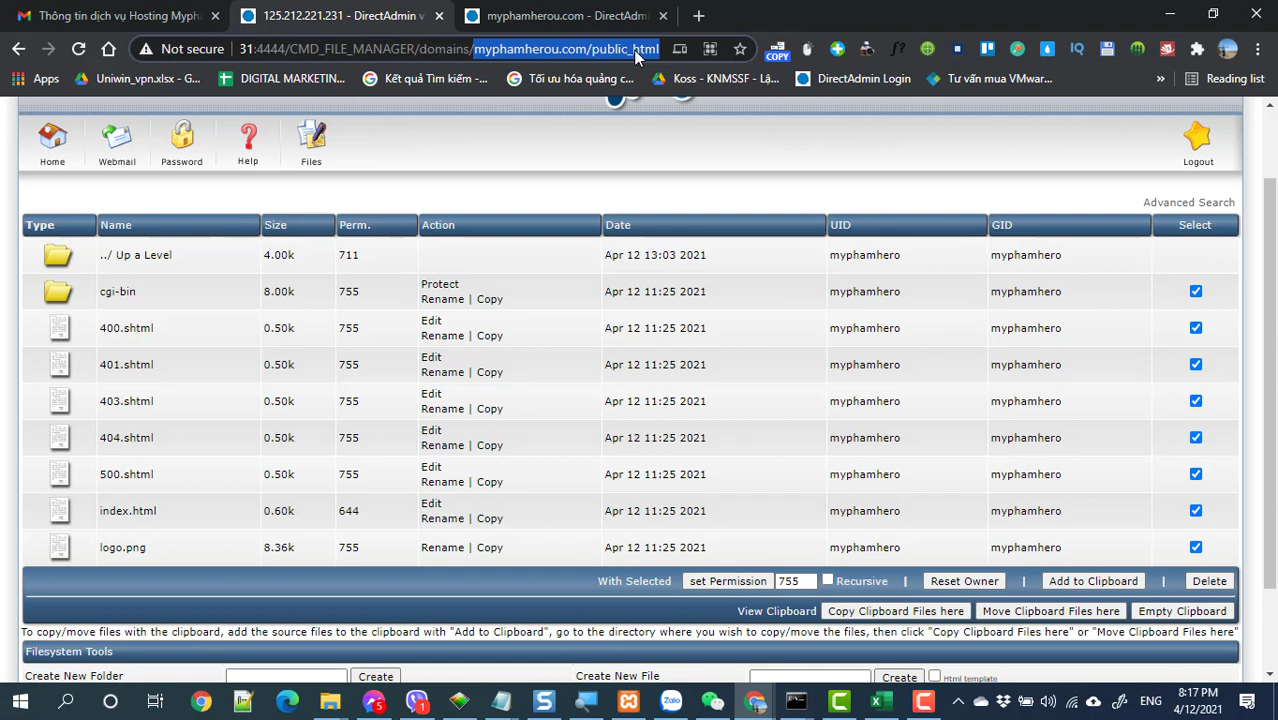 Thông tin dịch vụ Hosting Myph
125.212.221.231 - DirectAdmin v
myphamherou.com - DirectAdmi
Not secure
31:4444/CMD_FILE_MANAGER/domains/myphamherou.com/public_html
COPY
Apps
Uniwin_vpn.xlsx - G...
DIGITAL MARKETIN...
Kết quả Tìm kiếm -...
Tối ưu hóa quảng c...
Koss - KNMSSF - Lậ...
DirectAdmin Login
Tư vấn mua VMwar...
»
Reading list
Home
Webmail
Password
Help
Files
Logout
Advanced Search
Type Name Size Perm. Action Date UID GID Select
../ Up a Level 4.00k 711 Apr 12 13:03 2021 myphamhero myphamhero
Protect
cgi-bin 8.00k 755 Rename | Copy Apr 12 11:25 2021 myphamhero myphamhero
Edit
400.shtml 0.50k 755 Rename | Copy Apr 12 11:25 2021 myphamhero myphamhero
Edit
401.shtml 0.50k 755 Rename | Copy Apr 12 11:25 2021 myphamhero myphamhero
Edit
403.shtml 0.50k 755 Rename | Copy Apr 12 11:25 2021 myphamhero myphamhero
Edit
404.shtml 0.50k 755 Rename | Copy Apr 12 11:25 2021 myphamhero myphamhero
Edit
500.shtml 0.50k 755 Rename | Copy Apr 12 11:25 2021 myphamhero myphamhero
Edit
index.html 0.60k 644 Rename | Copy Apr 12 11:25 2021 myphamhero myphamhero
logo.png 8.36k 755 Rename | Copy Apr 12 11:25 2021 myphamhero myphamhero
With Selected set Permission 755 Recursive | Reset Owner | Add to Clipboard | Delete
View Clipboard Copy Clipboard Files here Move Clipboard Files here Empty Clipboard
To copy/move files with the clipboard, add the source files to the clipboard with "Add to Clipboard", go to the directory where you wish to copy/move the files, then click "Copy Clipboard Files here" or "Move Clipboard Files here"
Filesystem Tools
Create New Folder Create Create New File Create Html template
5
1
ENG
8:17 PM
4/12/2021